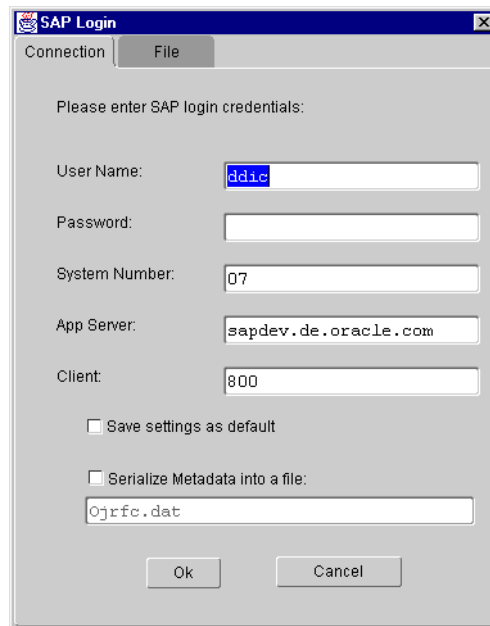 SAP Login
Connection File
Please enter SAP login credentials:
User Name: ddic
Password:
System Number: 07
App Server: sapdev.de.oracle.com
Client: 800
Save settings as default
Serialize Metadata into a file:
Ojrfc.dat
Ok Cancel